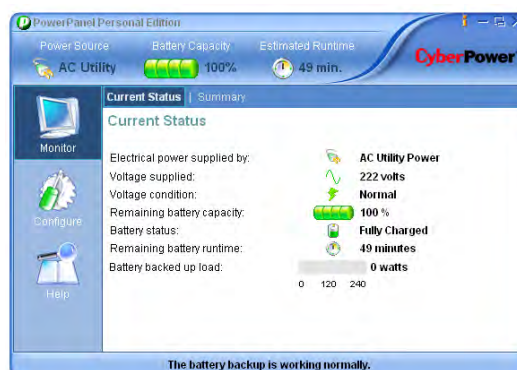 PowerPanel Personal Edition
Power Source Battery Capacity Estimated Runtime
AC Utility 100% 49 min.
CyberPower
Current Status | Summary
Current Status
Monitor
Electrical power supplied by: AC Utility Power
Voltage supplied: 222 volts
Voltage condition: Normal
Remaining battery capacity: 100 %
Battery status: Fully Charged
Remaining battery runtime: 49 minutes
Battery backed up load: 0 watts
0 120 240
Configure
Help
The battery backup is working normally.